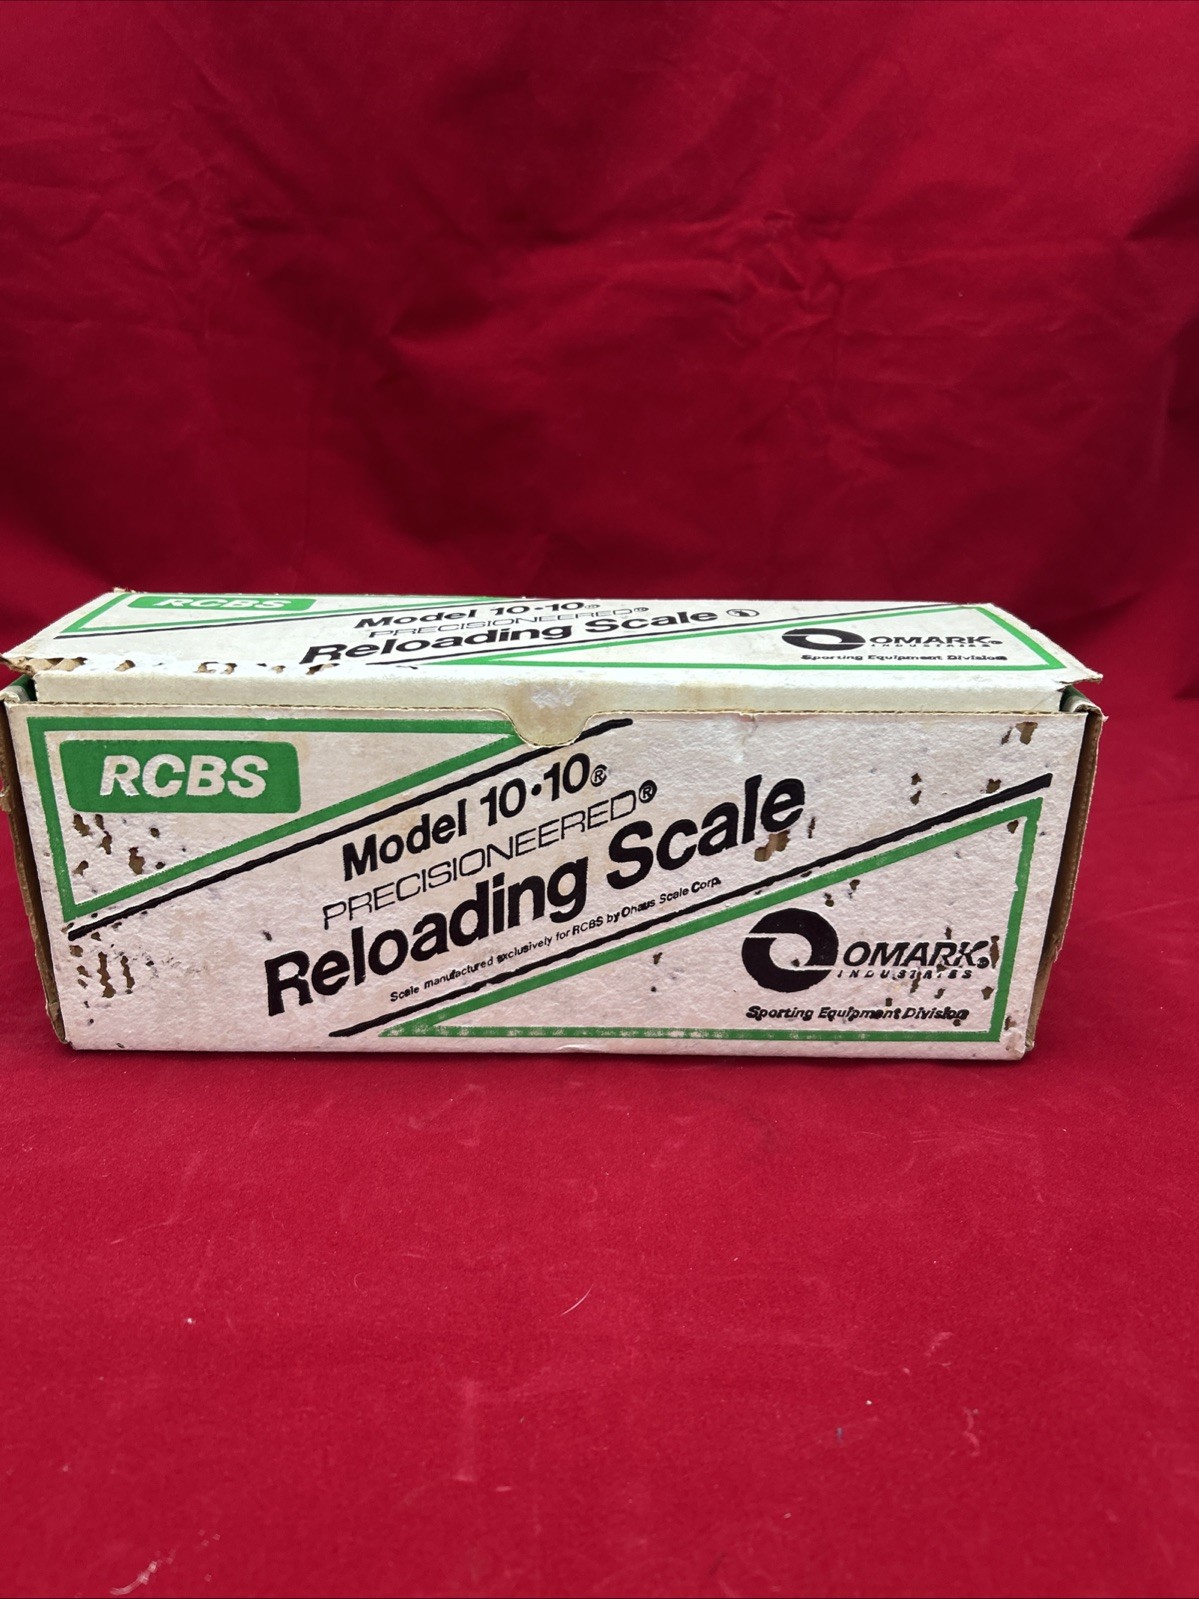 RCBS
Model 10•10®
PRECISIONEERED®
Reloading Scale
OMARK®
INDUSTRIES
Sporting Equipment Division
RCBS
Model 10•10®
PRECISIONEERED®
Reloading Scale
Scale manufactured exclusively for RCBS by Ohaus Scale Corp.
OMARK®
INDUSTRIES
Sporting Equipment Division